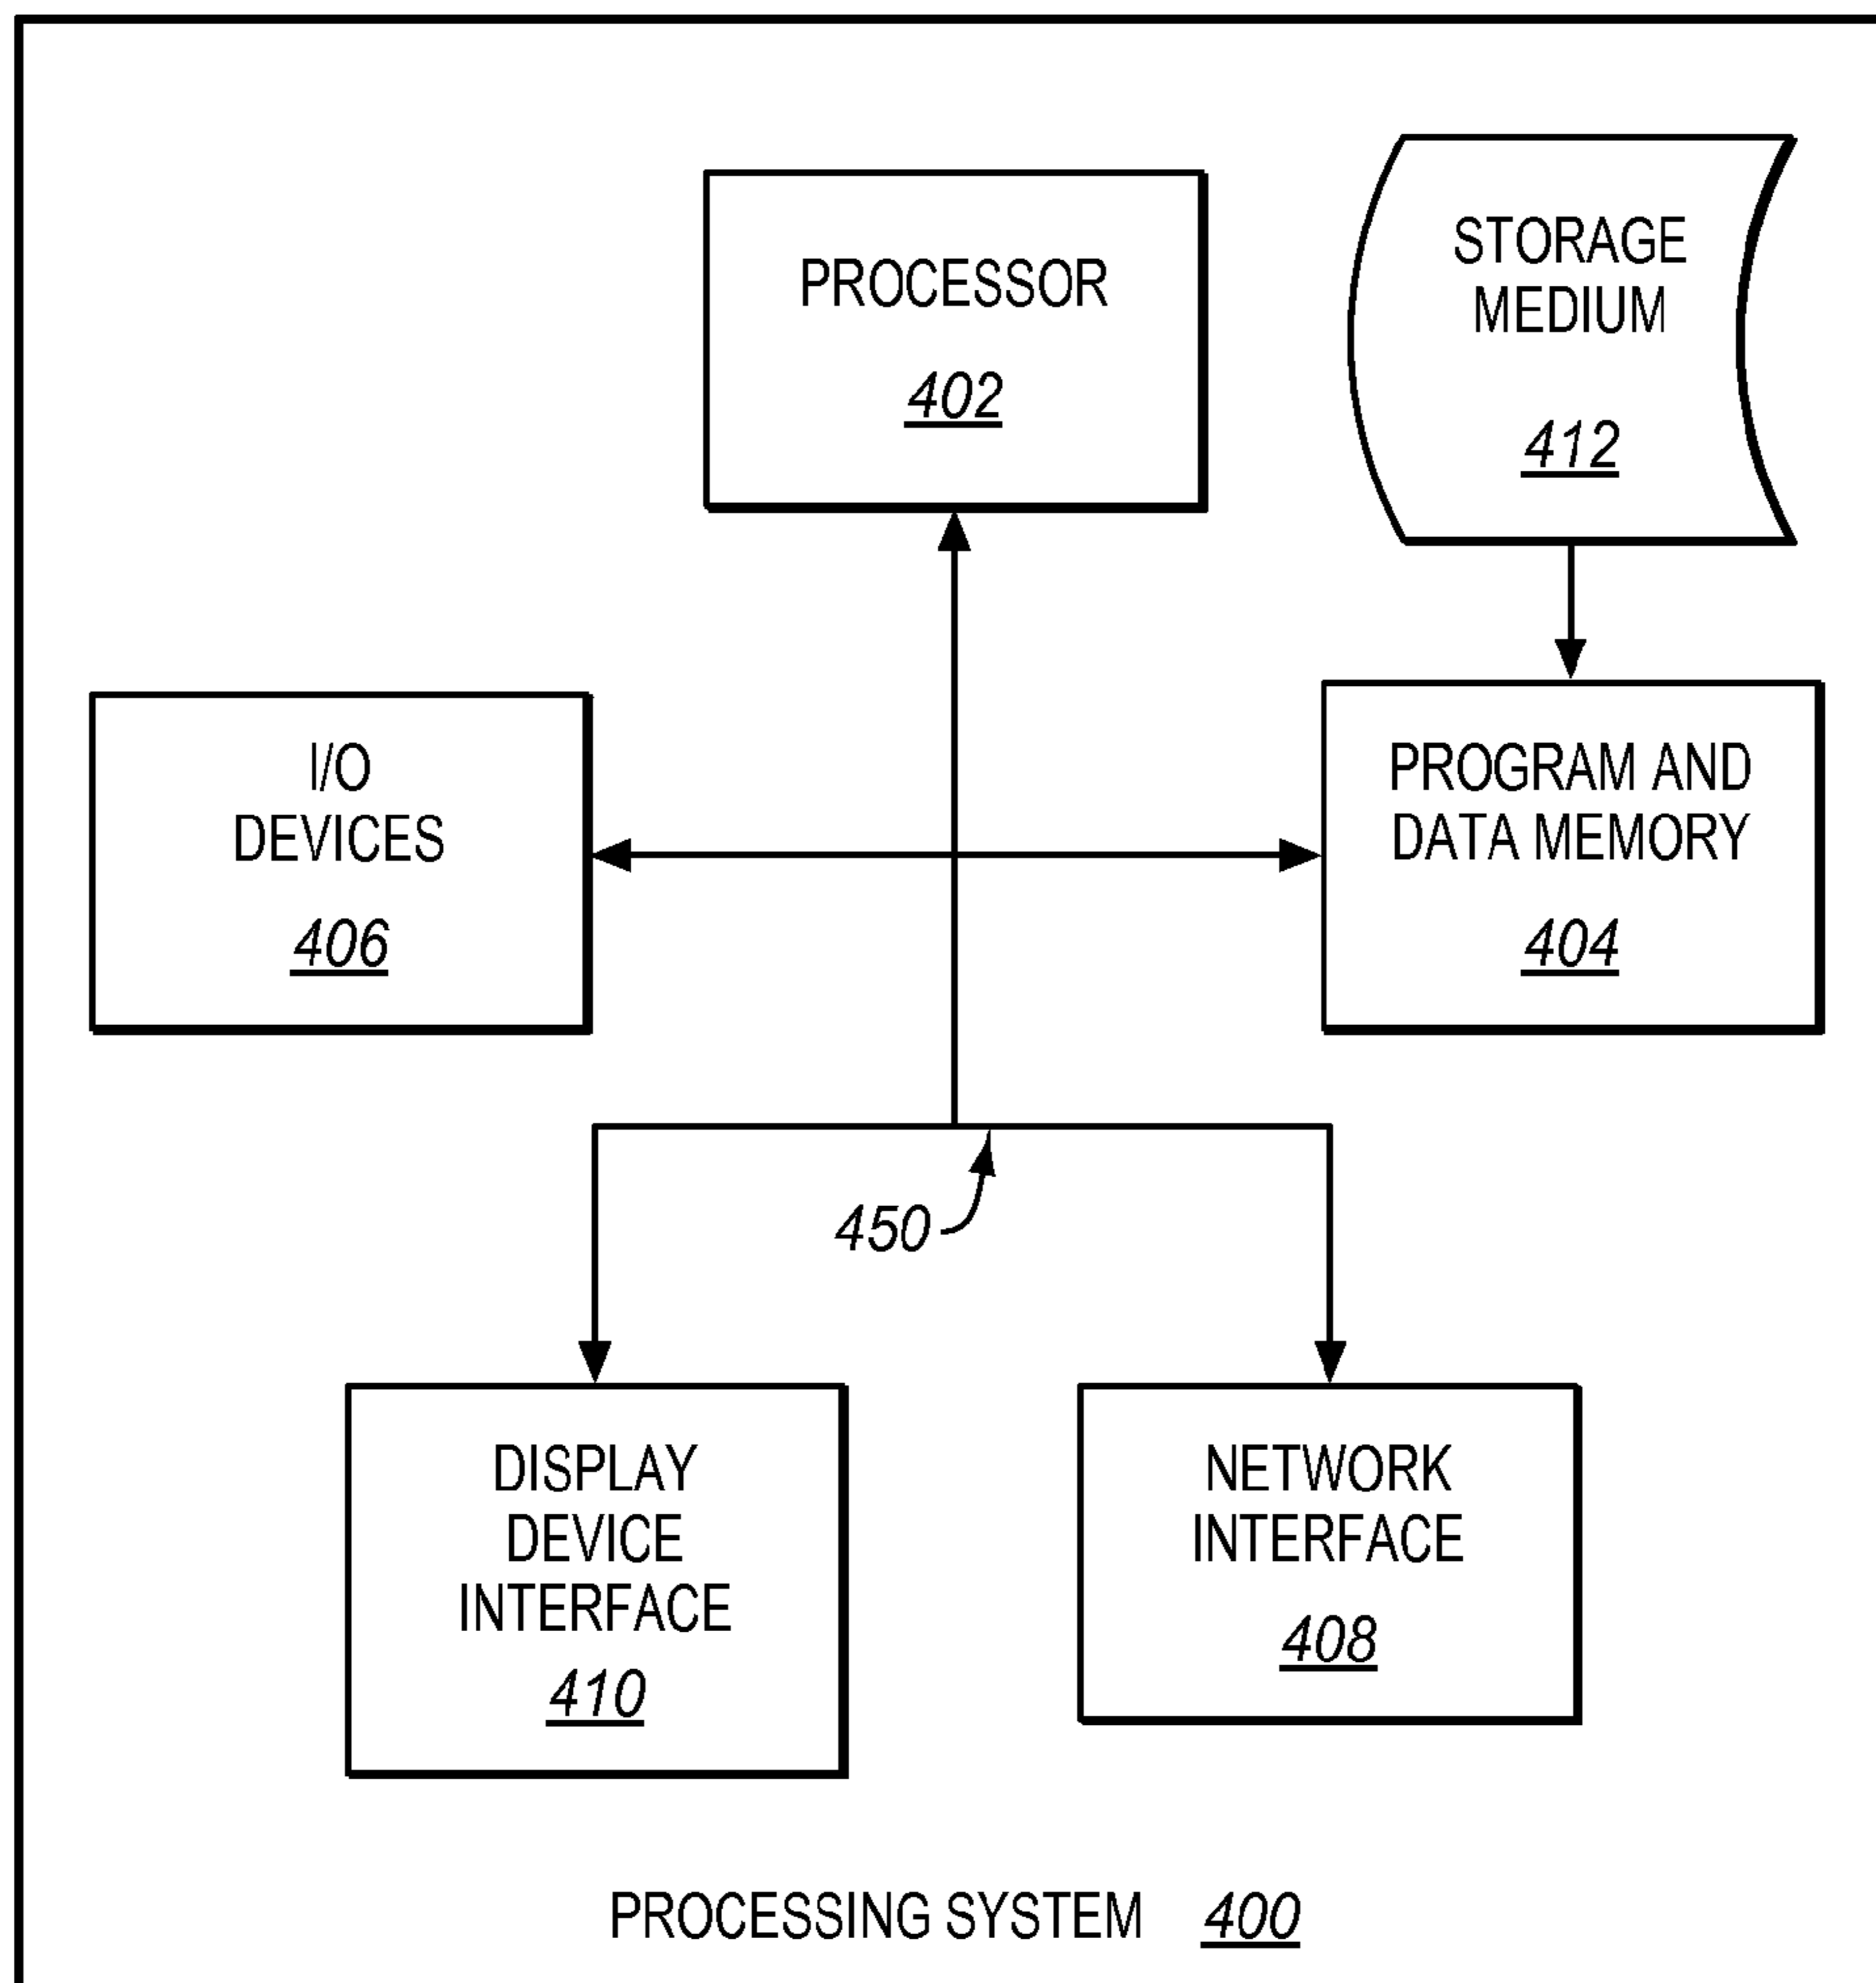 PROCESSOR
402
STORAGE
MEDIUM
412
I/O
DEVICES
406
PROGRAM AND
DATA MEMORY
404
450
DISPLAY
DEVICE
INTERFACE
410
NETWORK
INTERFACE
408
PROCESSING SYSTEM 400